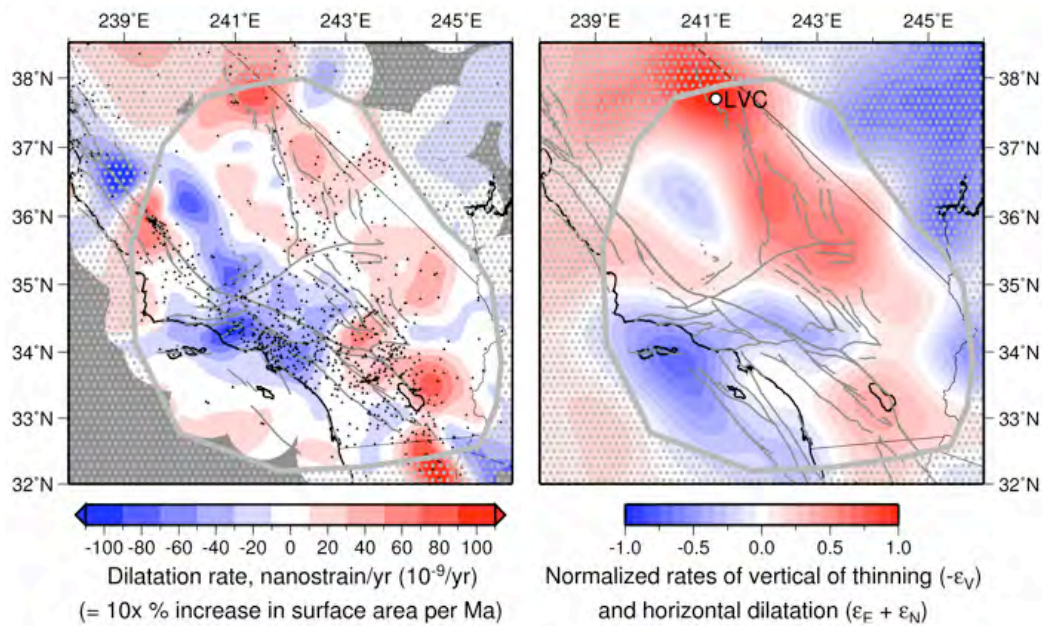 239°E 241°E 243°E 245°E
239°E 241°E 243°E 245°E
38°N
37°N
36°N
35°N
34°N
33°N
32°N
LVC
38°N
37°N
36°N
35°N
34°N
33°N
32°N
-100 -80 -60 -40 -20 0 20 40 60 80 100
Dilatation rate, nanostrain/yr (10⁻⁹/yr)
(= 10x % increase in surface area per Ma)
-1.0 -0.5 0.0 0.5 1.0
Normalized rates of vertical of thinning (-εV)
and horizontal dilatation (εE + εN)